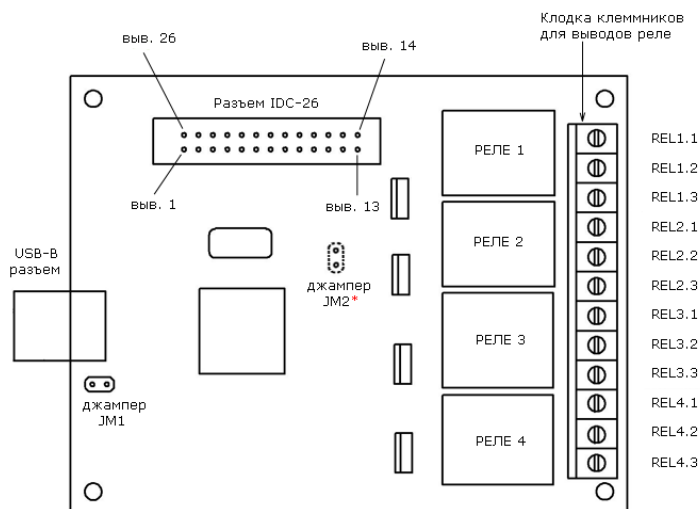 Клодка клеммников
для выводов реле
выв. 26
выв. 14
Разъем IDC-26
выв. 1
выв. 13
РЕЛЕ 1
РЕЛЕ 2
РЕЛЕ 3
РЕЛЕ 4
USB-B
разъем
джампер
JM2*
джампер
JM1
REL1.1
REL1.2
REL1.3
REL2.1
REL2.2
REL2.3
REL3.1
REL3.2
REL3.3
REL4.1
REL4.2
REL4.3